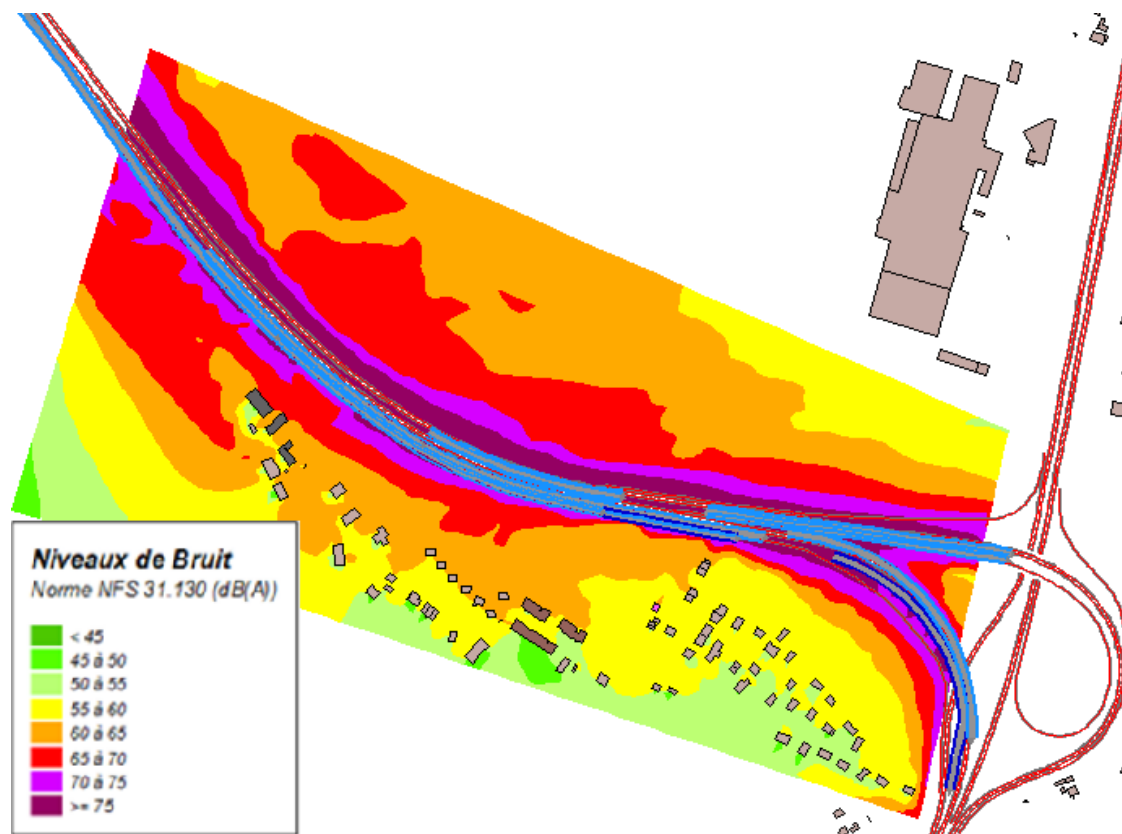 Niveaux de Bruit
Norme NFS 31.130 (dB(A))
< 45
45 à 50
50 à 55
55 à 60
60 à 65
65 à 70
70 à 75
>= 75